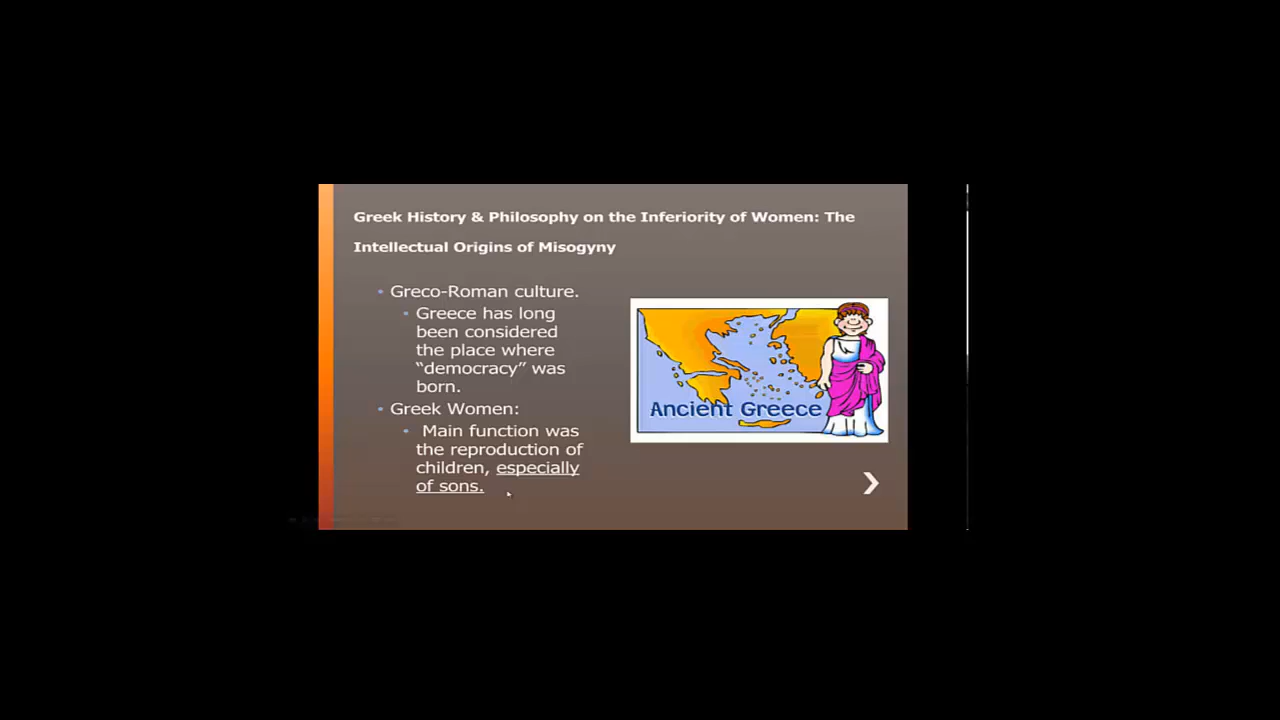 Greek History & Philosophy on the Inferiority of Women: The
Intellectual Origins of Misogyny
• Greco-Roman culture.
• Greece has long
been considered
the place where
“democracy” was
born.
• Greek Women:
• Main function was
the reproduction of
children, especially
of sons.
Ancient Greece